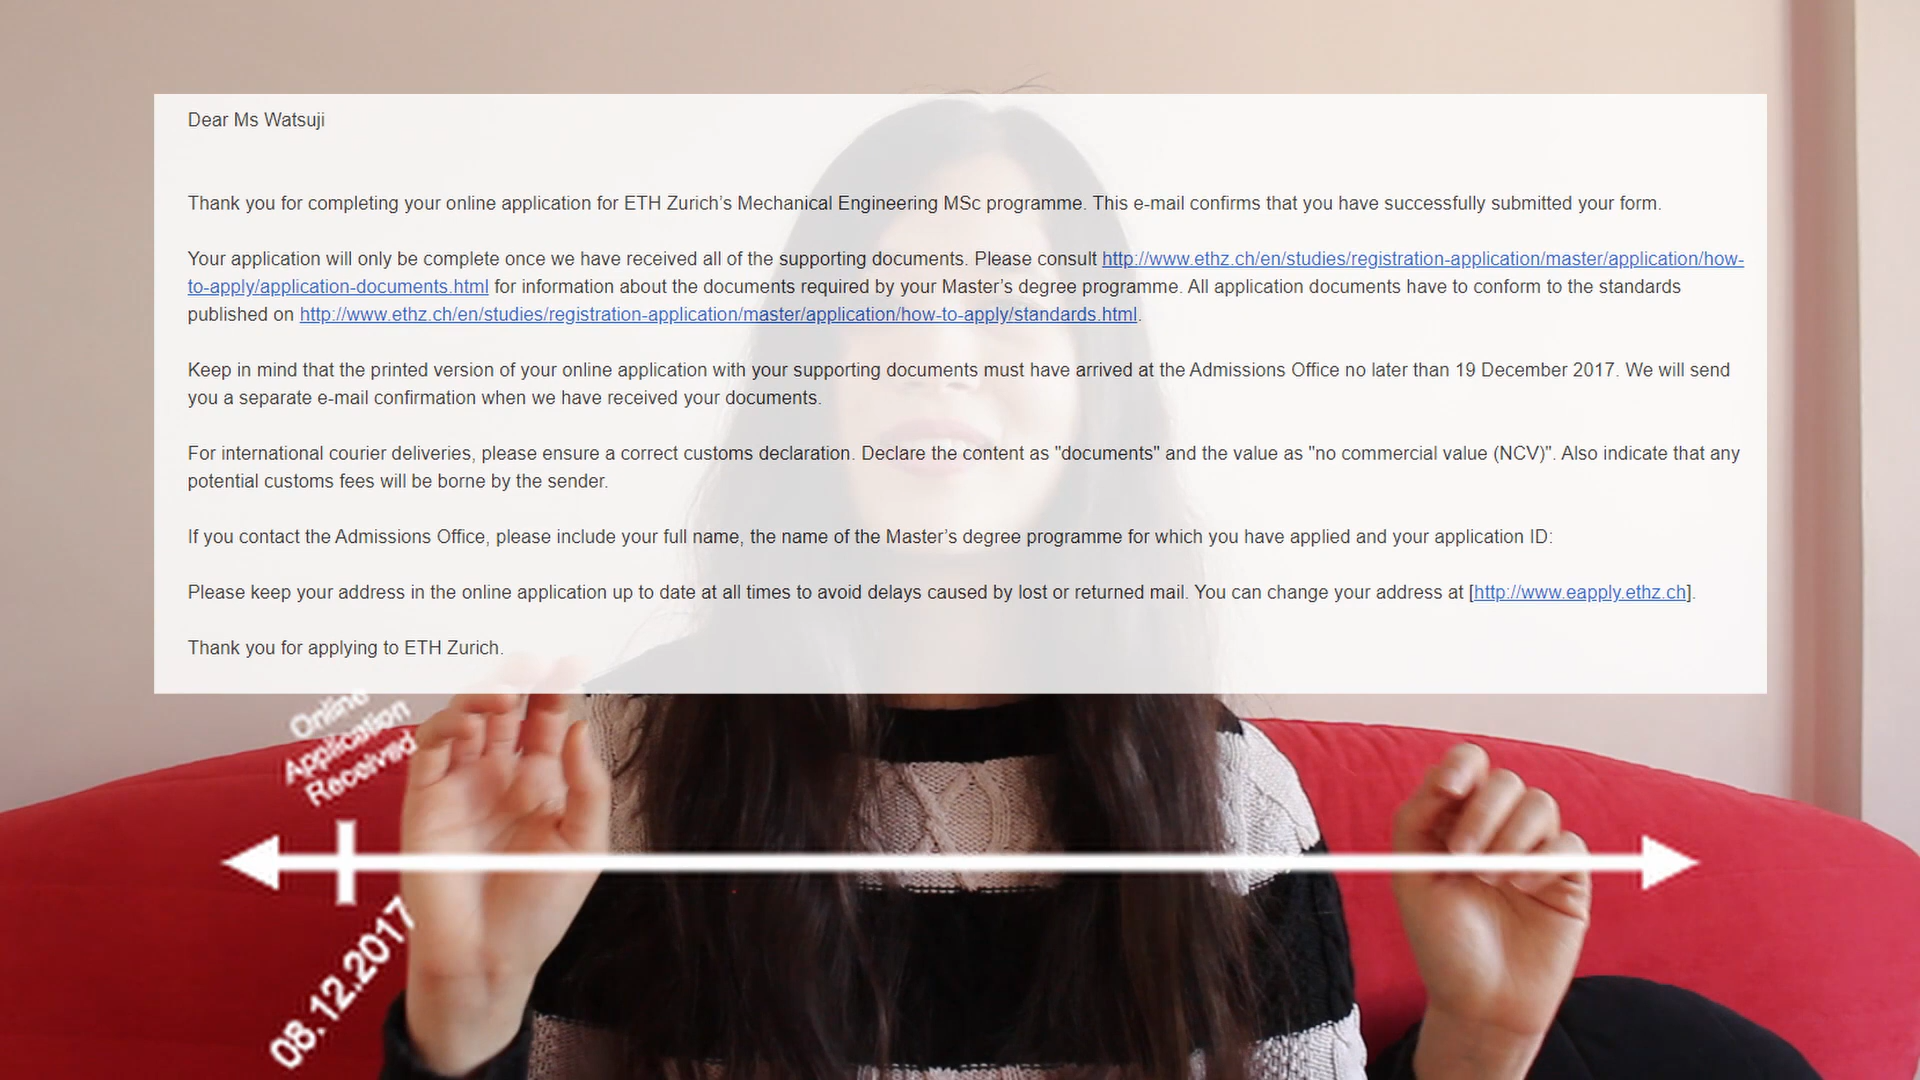 Dear Ms Watsuji
Thank you for completing your online application for ETH Zurich’s Mechanical Engineering MSc programme. This e-mail confirms that you have successfully submitted your form.
Your application will only be complete once we have received all of the supporting documents. Please consult http://www.ethz.ch/en/studies/registration-application/master/application/how-
to-apply/application-documents.html for information about the documents required by your Master’s degree programme. All application documents have to conform to the standards
published on http://www.ethz.ch/en/studies/registration-application/master/application/how-to-apply/standards.html.
Keep in mind that the printed version of your online application with your supporting documents must have arrived at the Admissions Office no later than 19 December 2017. We will send
you a separate e-mail confirmation when we have received your documents.
For international courier deliveries, please ensure a correct customs declaration. Declare the content as "documents" and the value as "no commercial value (NCV)". Also indicate that any
potential customs fees will be borne by the sender.
If you contact the Admissions Office, please include your full name, the name of the Master’s degree programme for which you have applied and your application ID:
Please keep your address in the online application up to date at all times to avoid delays caused by lost or returned mail. You can change your address at [http://www.eapply.ethz.ch].
Thank you for applying to ETH Zurich.
Online
Application
Received
08.12.2017